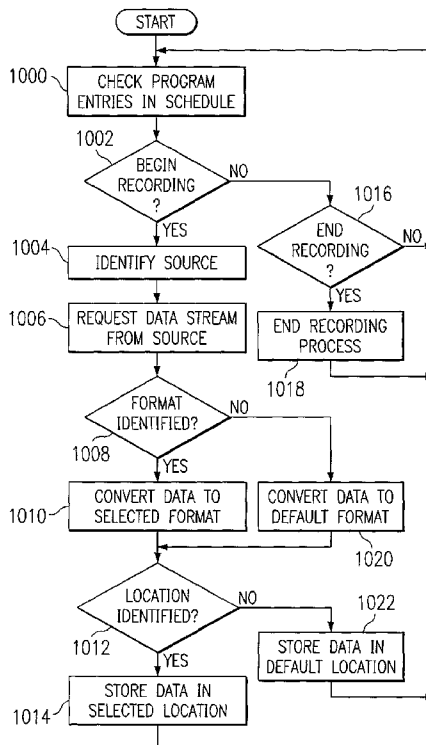 START
1000
CHECK PROGRAM
ENTRIES IN SCHEDULE
1002
BEGIN
RECORDING
?
NO
YES
1016
END
RECORDING
?
NO
YES
1004
IDENTIFY SOURCE
1006
REQUEST DATA STREAM
FROM SOURCE
END RECORDING
PROCESS
1018
FORMAT
IDENTIFIED?
NO
1008
YES
1010
CONVERT DATA TO
SELECTED FORMAT
CONVERT DATA TO
DEFAULT FORMAT
1020
LOCATION
IDENTIFIED?
NO
1012
YES
1022
STORE DATA IN
DEFAULT LOCATION
1014
STORE DATA IN
SELECTED LOCATION